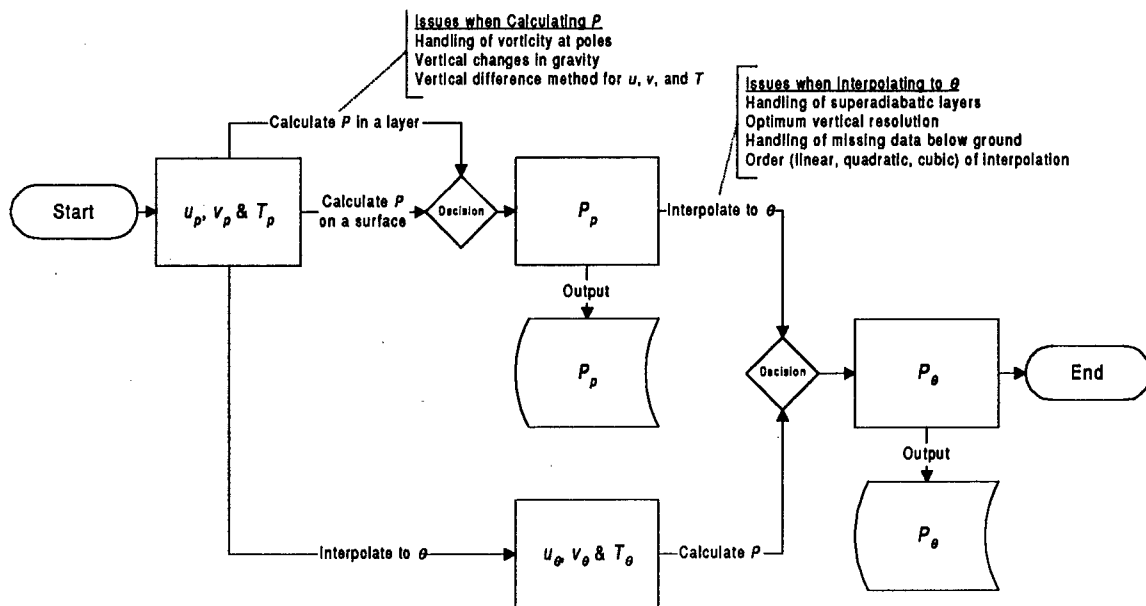 Issues when Calculating P
Handling of vorticity at poles
Vertical changes in gravity
Vertical difference method for u, v, and T
Issues when Interpolating to θ
Handling of superadiabatic layers
Optimum vertical resolution
Handling of missing data below ground
Order (linear, quadratic, cubic) of interpolation
Calculate P in a layer
Start
u_p, v_p & T_p
Calculate P
on a surface
Decision
P_p
Interpolate to θ
Output
P_p
Decision
P_θ
End
Output
P_θ
Interpolate to θ
u_θ, v_θ & T_θ
Calculate P